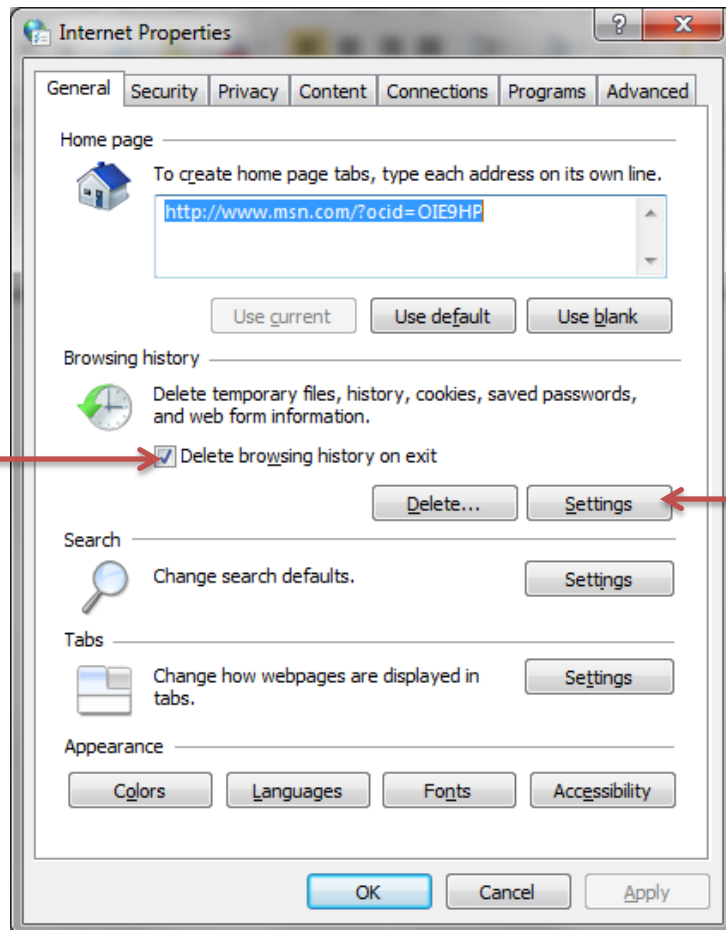 Internet Properties
?
X
General Security Privacy Content Connections Programs Advanced
Home page
To create home page tabs, type each address on its own line.
http://www.msn.com/?ocid=OIE9HP
Use current Use default Use blank
Browsing history
Delete temporary files, history, cookies, saved passwords,
and web form information.
Delete browsing history on exit
Delete... Settings
Search
Change search defaults.
Settings
Tabs
Change how webpages are displayed in
tabs.
Settings
Appearance
Colors Languages Fonts Accessibility
OK Cancel Apply